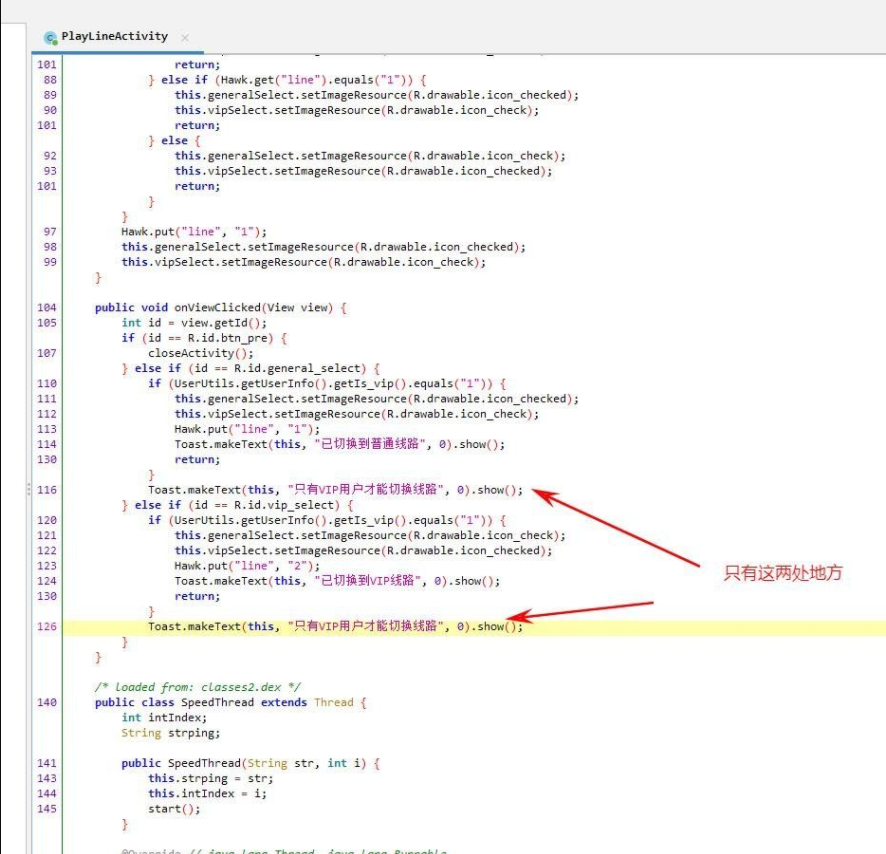 PlayLineActivity
101 return;
88 } else if (Hawk.get("line").equals("1")) {
89 this.generalSelect.setImageResource(R.drawable.icon_checked);
90 this.vipSelect.setImageResource(R.drawable.icon_check);
101 return;
} else {
92 this.generalSelect.setImageResource(R.drawable.icon_check);
93 this.vipSelect.setImageResource(R.drawable.icon_checked);
101 return;
}
}
97 Hawk.put("line", "1");
98 this.generalSelect.setImageResource(R.drawable.icon_checked);
99 this.vipSelect.setImageResource(R.drawable.icon_check);
}
104 public void onViewClicked(View view) {
105 int id = view.getId();
if (id == R.id.btn_pre) {
107 closeActivity();
} else if (id == R.id.general_select) {
110 if (UserUtils.getUserInfo().getIs_vip().equals("1")) {
111 this.generalSelect.setImageResource(R.drawable.icon_checked);
112 this.vipSelect.setImageResource(R.drawable.icon_check);
113 Hawk.put("line", "1");
114 Toast.makeText(this, "已切换到普通线路", 0).show();
130 return;
}
116 Toast.makeText(this, "只有VIP用户才能切换线路", 0).show();
} else if (id == R.id.vip_select) {
120 if (UserUtils.getUserInfo().getIs_vip().equals("1")) {
121 this.generalSelect.setImageResource(R.drawable.icon_check);
122 this.vipSelect.setImageResource(R.drawable.icon_checked);
123 Hawk.put("line", "2");
只有这两处地方
124 Toast.makeText(this, "已切换到VIP线路", 0).show();
130 return;
}
126 Toast.makeText(this, "只有VIP用户才能切换线路", 0).show();
}
}
/* loaded from: classes2.dex */
140 public class SpeedThread extends Thread {
int intIndex;
String strping;
141 public SpeedThread(String str, int i) {
143 this.strping = str;
144 this.intIndex = i;
145 start();
}
@Override // java.lang.Thread, java.lang.Runnable